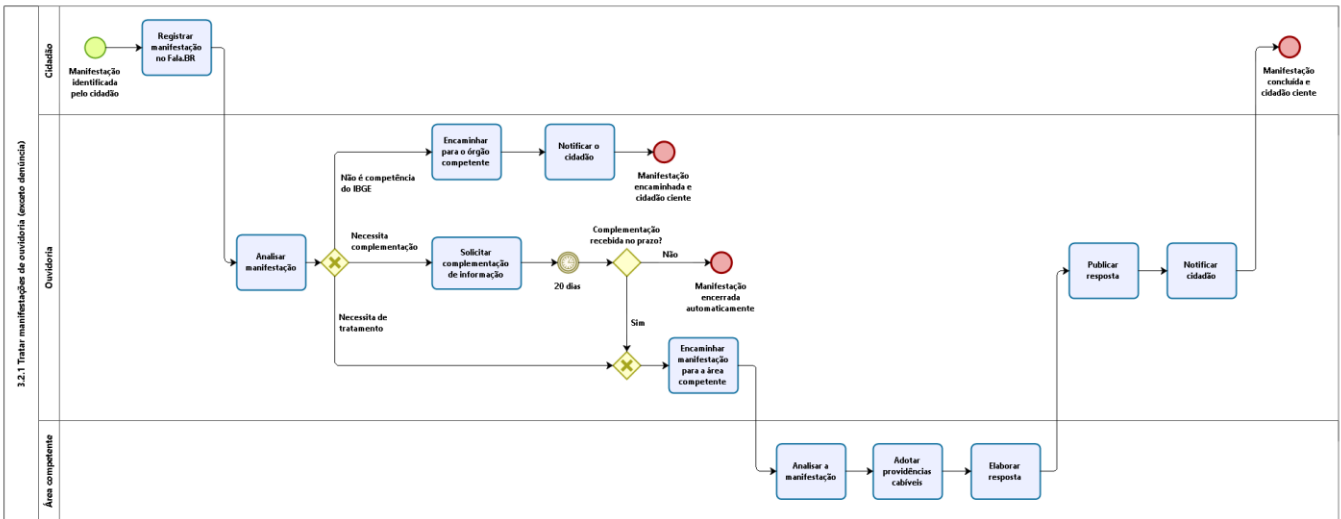 3.2.1 Tratar manifestações de ouvidoria (exceto denúncia)
Cidadão
Manifestação
identificada
pelo cidadão
Registrar
manifestação
no Fala.BR
Manifestação
concluída e
cidadão ciente
Ouvidoria
Analisar
manifestação
Não é competência
do IBGE
Encaminhar
para o órgão
competente
Notificar o
cidadão
Manifestação
encaminhada e
cidadão ciente
Necessita
complementação
Solicitar
complementação
de informação
20 dias
Complementação
recebida no prazo?
Não
Manifestação
encerrada
automaticamente
Sim
Necessita de
tratamento
Encaminhar
manifestação
para a área
competente
Publicar
resposta
Notificar
cidadão
Área competente
Analisar a
manifestação
Adotar
providências
cabíveis
Elaborar
resposta